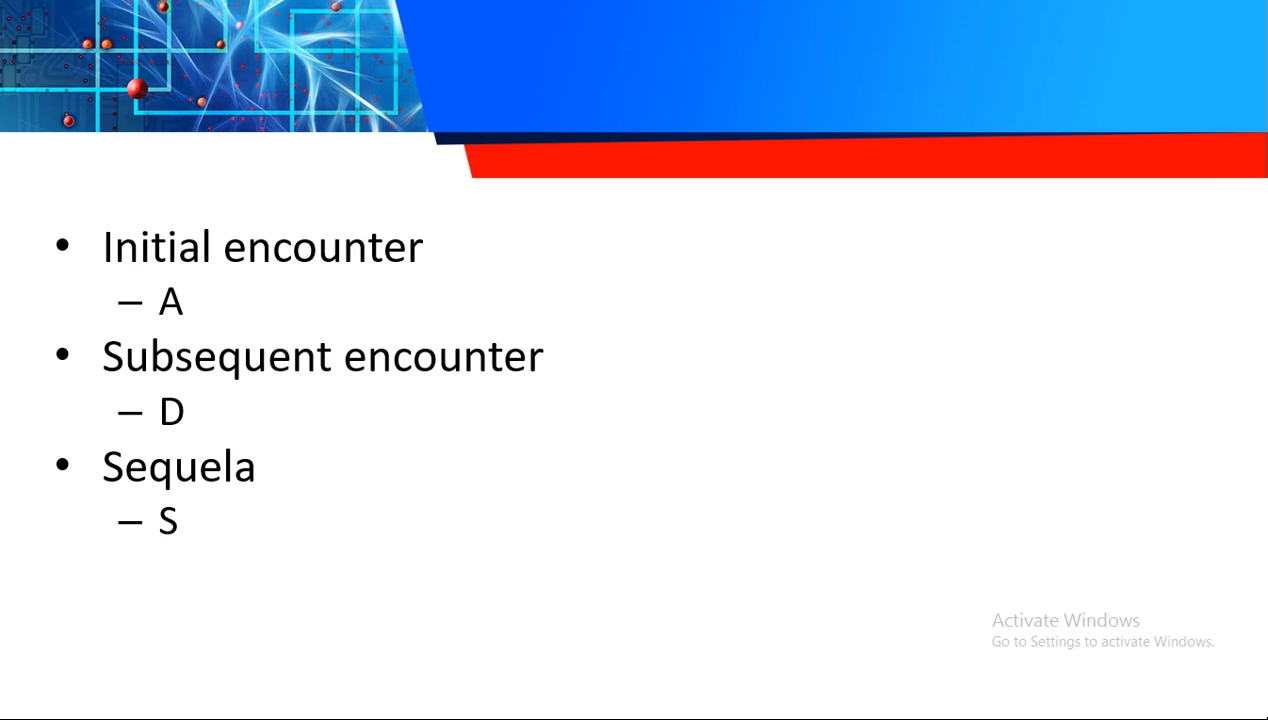 • Initial encounter
– A
• Subsequent encounter
– D
• Sequela
– S
Activate Windows
Go to Settings to activate Windows.